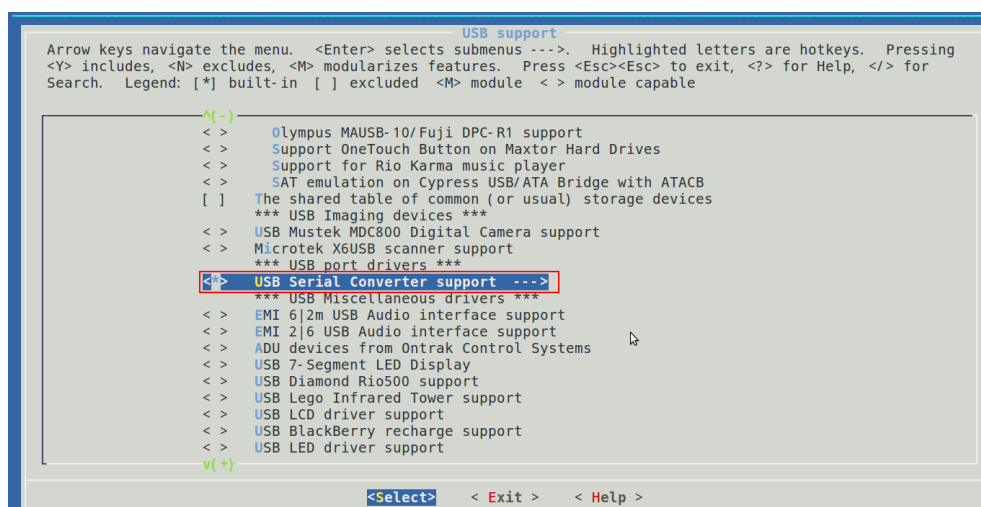 USB support
Arrow keys navigate the menu. <Enter> selects submenus --->. Highlighted letters are hotkeys. Pressing
<Y> includes, <N> excludes, <M> modularizes features. Press <Esc><Esc> to exit, <?> for Help, </> for
Search. Legend: [*] built-in [ ] excluded <M> module < > module capable
^(-)
< > Olympus MAUSB-10/Fuji DPC-R1 support
< > Support OneTouch Button on Maxtor Hard Drives
< > Support for Rio Karma music player
< > SAT emulation on Cypress USB/ATA Bridge with ATACB
[ ] The shared table of common (or usual) storage devices
*** USB Imaging devices ***
< > USB Mustek MDC800 Digital Camera support
< > Microtek X6USB scanner support
*** USB port drivers ***
<*> USB Serial Converter support --->
*** USB Miscellaneous drivers ***
< > EMI 6|2m USB Audio interface support
< > EMI 2|6 USB Audio interface support
< > ADU devices from Ontrak Control Systems
< > USB 7-Segment LED Display
< > USB Diamond Rio500 support
< > USB Lego Infrared Tower support
< > USB LCD driver support
< > USB BlackBerry recharge support
< > USB LED driver support
v(+)
<Select> < Exit > < Help >